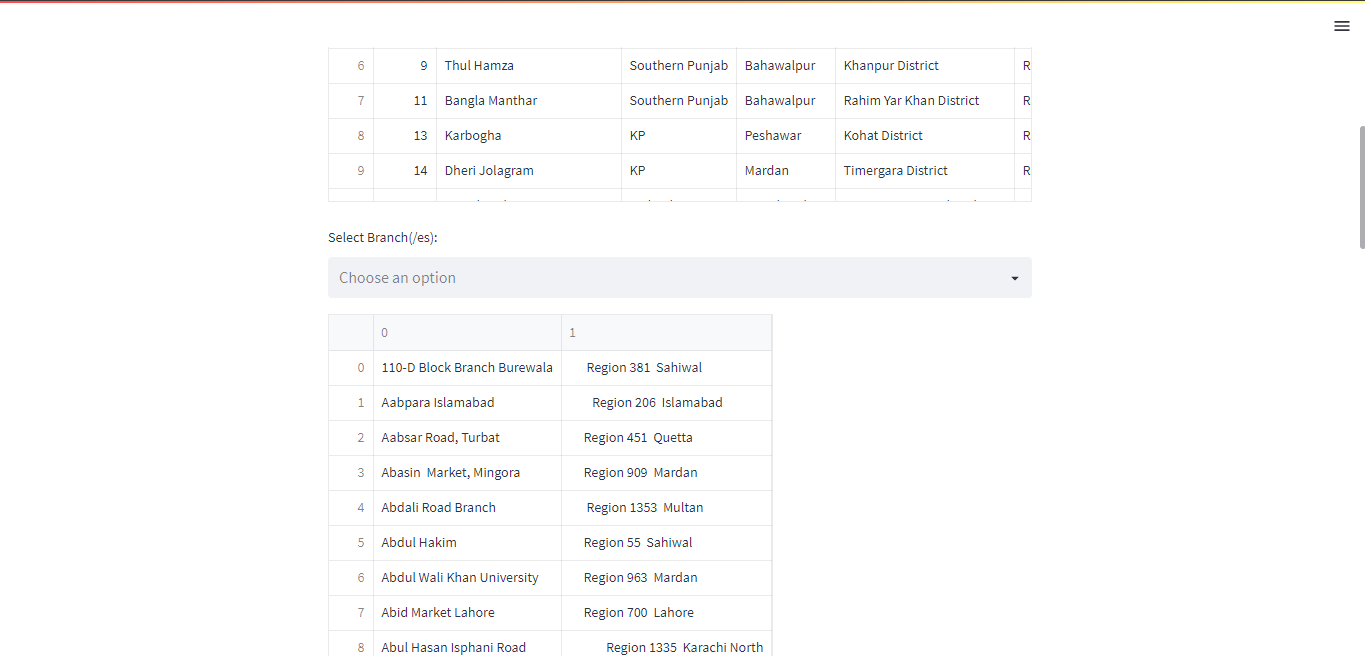 6 9 Thul Hamza Southern Punjab Bahawalpur Khanpur District R
7 11 Bangla Manthar Southern Punjab Bahawalpur Rahim Yar Khan District R
8 13 Karbogha KP Peshawar Kohat District R
9 14 Dheri Jolagram KP Mardan Timergara District R
Select Branch(/es):
Choose an option
0 1
0 110-D Block Branch Burewala Region 381 Sahiwal
1 Aabpara Islamabad Region 206 Islamabad
2 Aabsar Road, Turbat Region 451 Quetta
3 Abasin Market, Mingora Region 909 Mardan
4 Abdali Road Branch Region 1353 Multan
5 Abdul Hakim Region 55 Sahiwal
6 Abdul Wali Khan University Region 963 Mardan
7 Abid Market Lahore Region 700 Lahore
8 Abul Hasan Isphani Road Region 1335 Karachi North